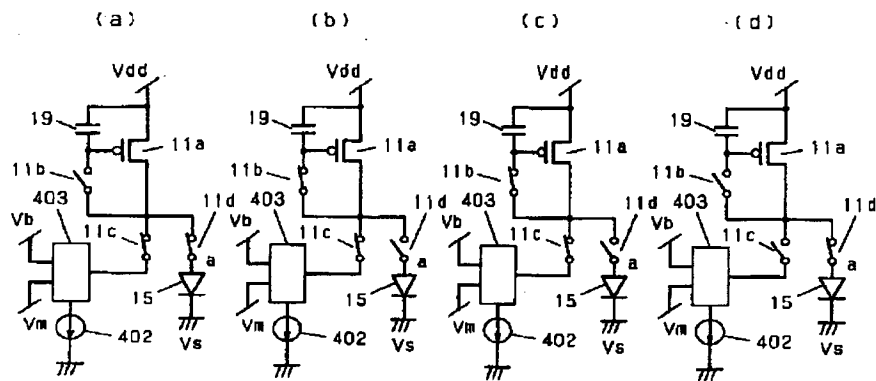 (a) (b) (c) (d)
Vdd Vdd Vdd Vdd
19 19 19 19
11a 11a 11a 11a
11b 11b 11b 11b
403 11d 403 11d 403 11d 403 11d
Vb 11c Vb 11c Vb 11c Vb 11c
a a a a
15 15 15 15
Vm 402 Vs Vm 402 Vs Vm 402 Vs Vm 402 Vs